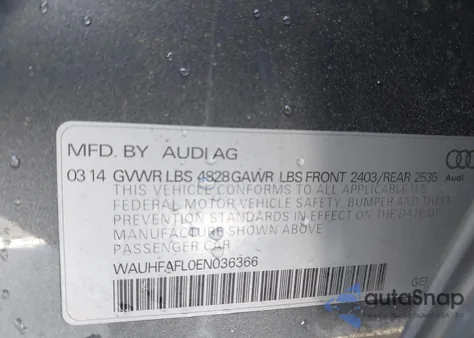 MFD. BY AUDI AG
03 14 GVWR LBS 4828 GAWR LBS FRONT 2403/REAR 2535
Audi
THIS VEHICLE CONFORMS TO ALL APPLICABLE
FEDERAL MOTOR VEHICLE SAFETY, BUMPER AND THEFT
PREVENTION STANDARDS IN EFFECT ON THE DATE OF
MANUFACTURE SHOWN ABOVE
PASSENGER CAR
WAUHFAFL0EN036366
autaSnap